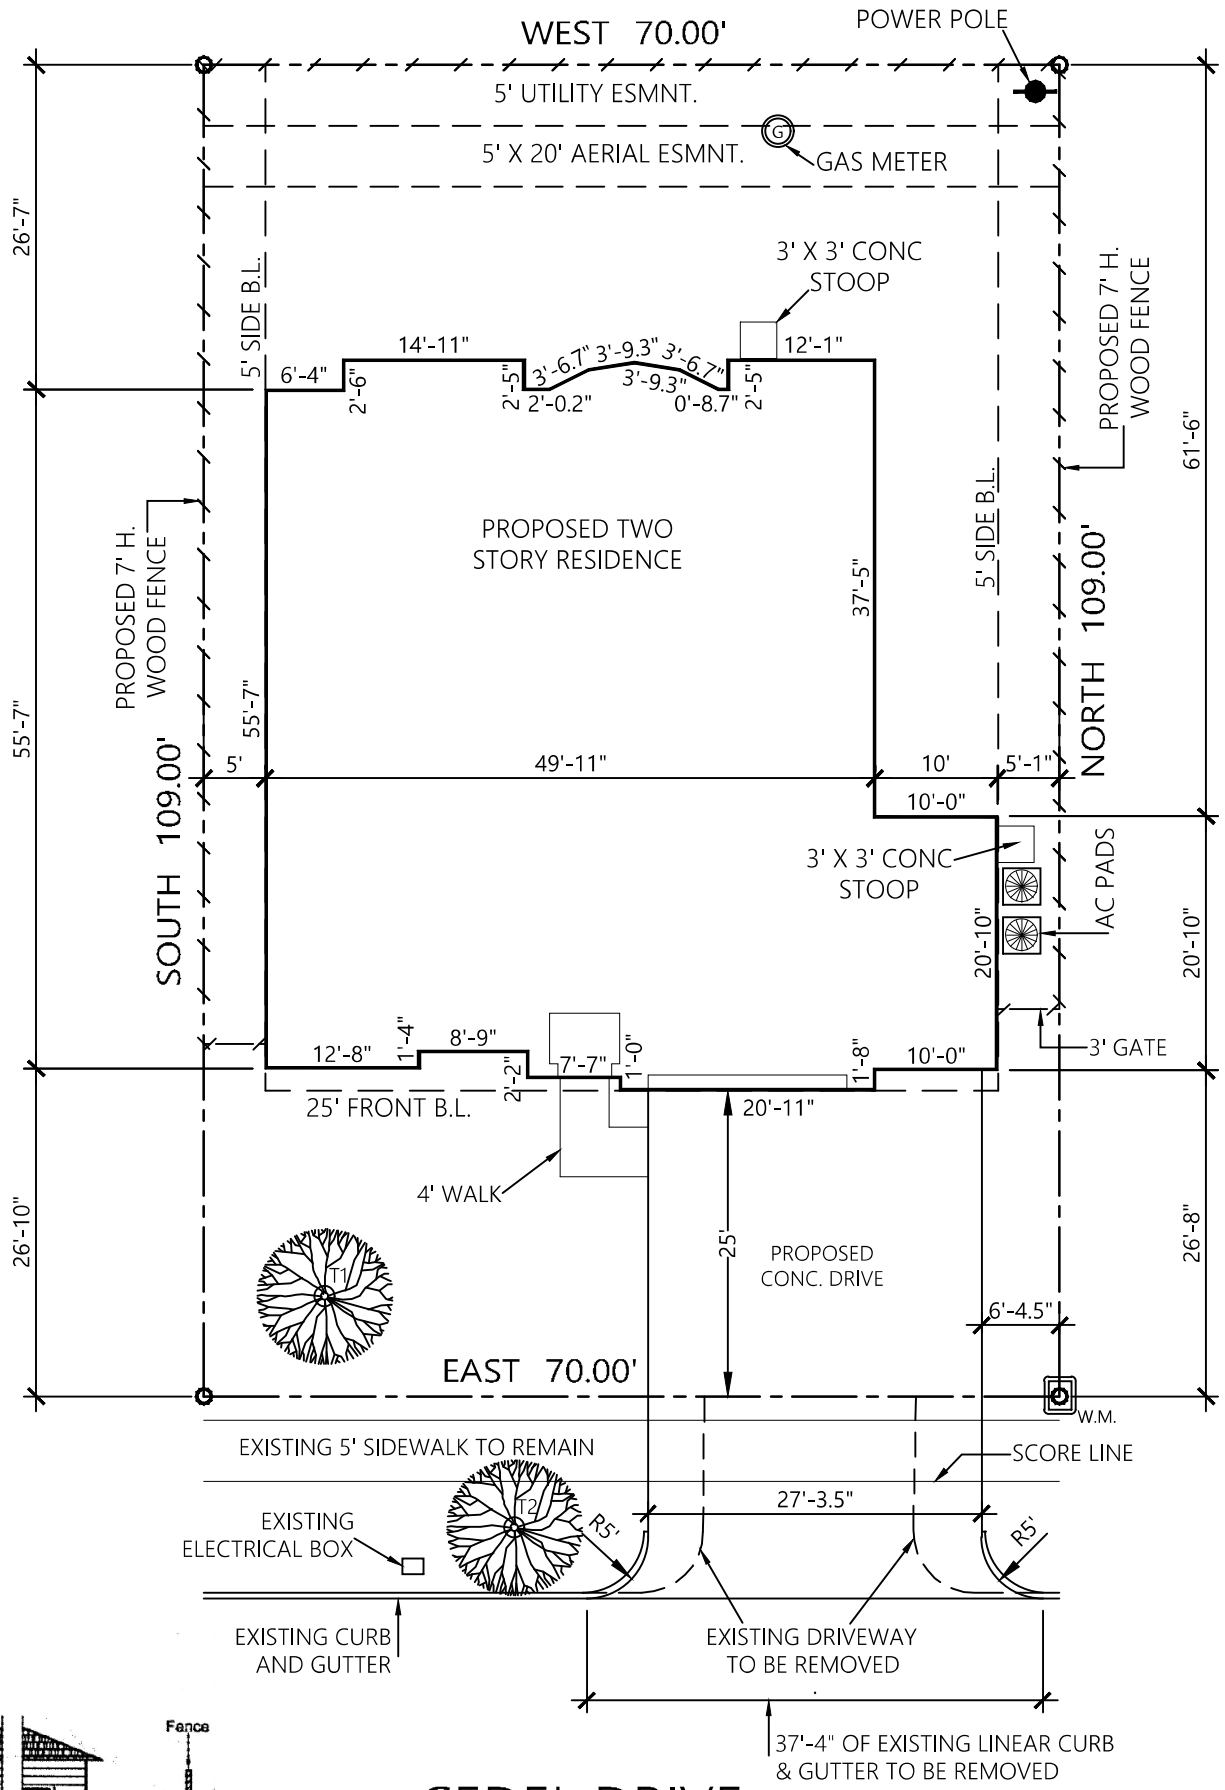 WEST 70.00'
POWER POLE
5' UTILITY ESMNT.
G
5' X 20' AERIAL ESMNT.
GAS METER
26'-7"
3' X 3' CONC
STOOP
5' SIDE B.L.
PROPOSED 7' H.
WOOD FENCE
14'-11"
3'-6.7"
3'-9.3"
3'-6.7"
12'-1"
6'-4"
2'-6"
2'-5"
2'-0.2"
3'-9.3"
0'-8.7"
2'-5"
61'-6"
PROPOSED TWO
STORY RESIDENCE
5' SIDE B.L.
PROPOSED 7' H.
WOOD FENCE
37'-5"
NORTH 109.00'
55'-7"
55'-7"
SOUTH 109.00'
5'
49'-11"
10'
5'-1"
10'-0"
3' X 3' CONC
STOOP
AC PADS
20'-10"
20'-10"
12'-8"
1'-4"
8'-9"
2'-2"
7'-7"
1'-0"
1'-8"
10'-0"
3' GATE
25' FRONT B.L.
20'-11"
4' WALK
26'-10"
25'
PROPOSED
CONC. DRIVE
26'-8"
T1
6'-4.5"
EAST 70.00'
W.M.
EXISTING 5' SIDEWALK TO REMAIN
SCORE LINE
T2
27'-3.5"
R5'
R5'
EXISTING
ELECTRICAL BOX
EXISTING CURB
AND GUTTER
EXISTING DRIVEWAY
TO BE REMOVED
Fence
37'-4" OF EXISTING LINEAR CURB
& GUTTER TO BE REMOVED
DRIVE